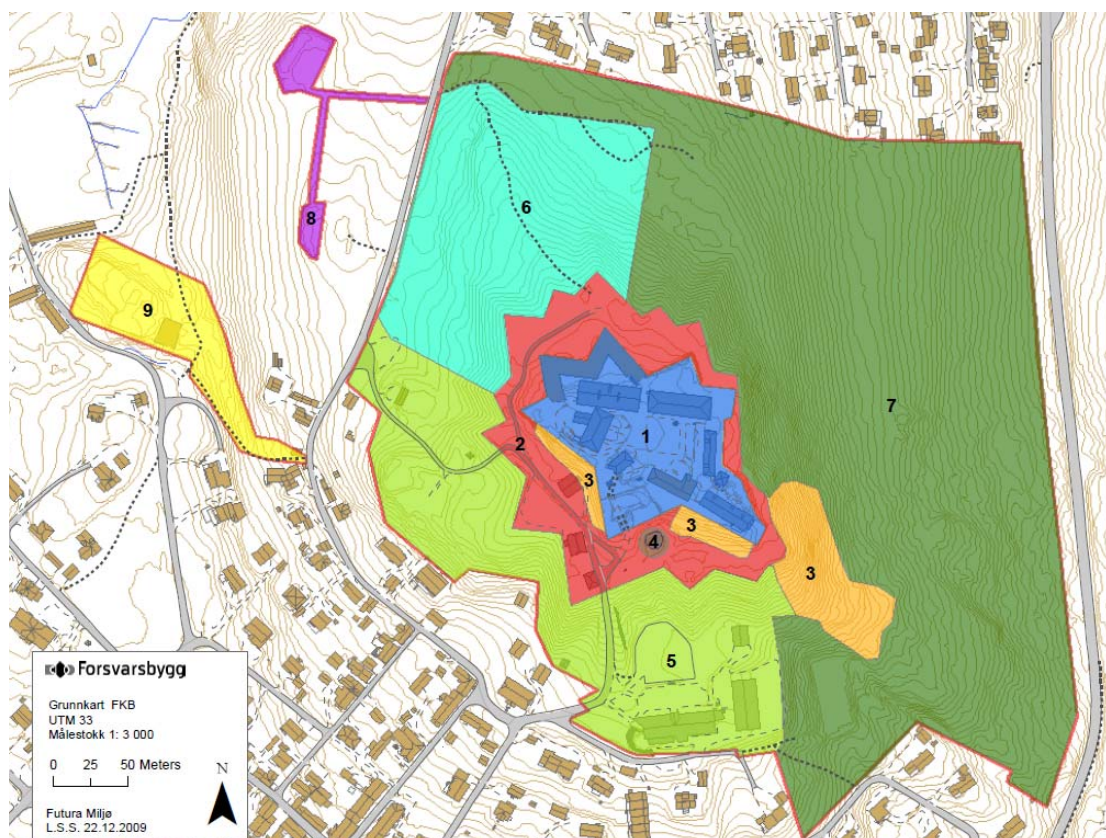 8
6
9
7
1
2
3
3
4
3
5
Forsvarsbygg
Grunnkart FKB
UTM 33
Målestokk 1: 3 000
0 25 50 Meters
N
Futura Miljø
L.S.S. 22.12.2009